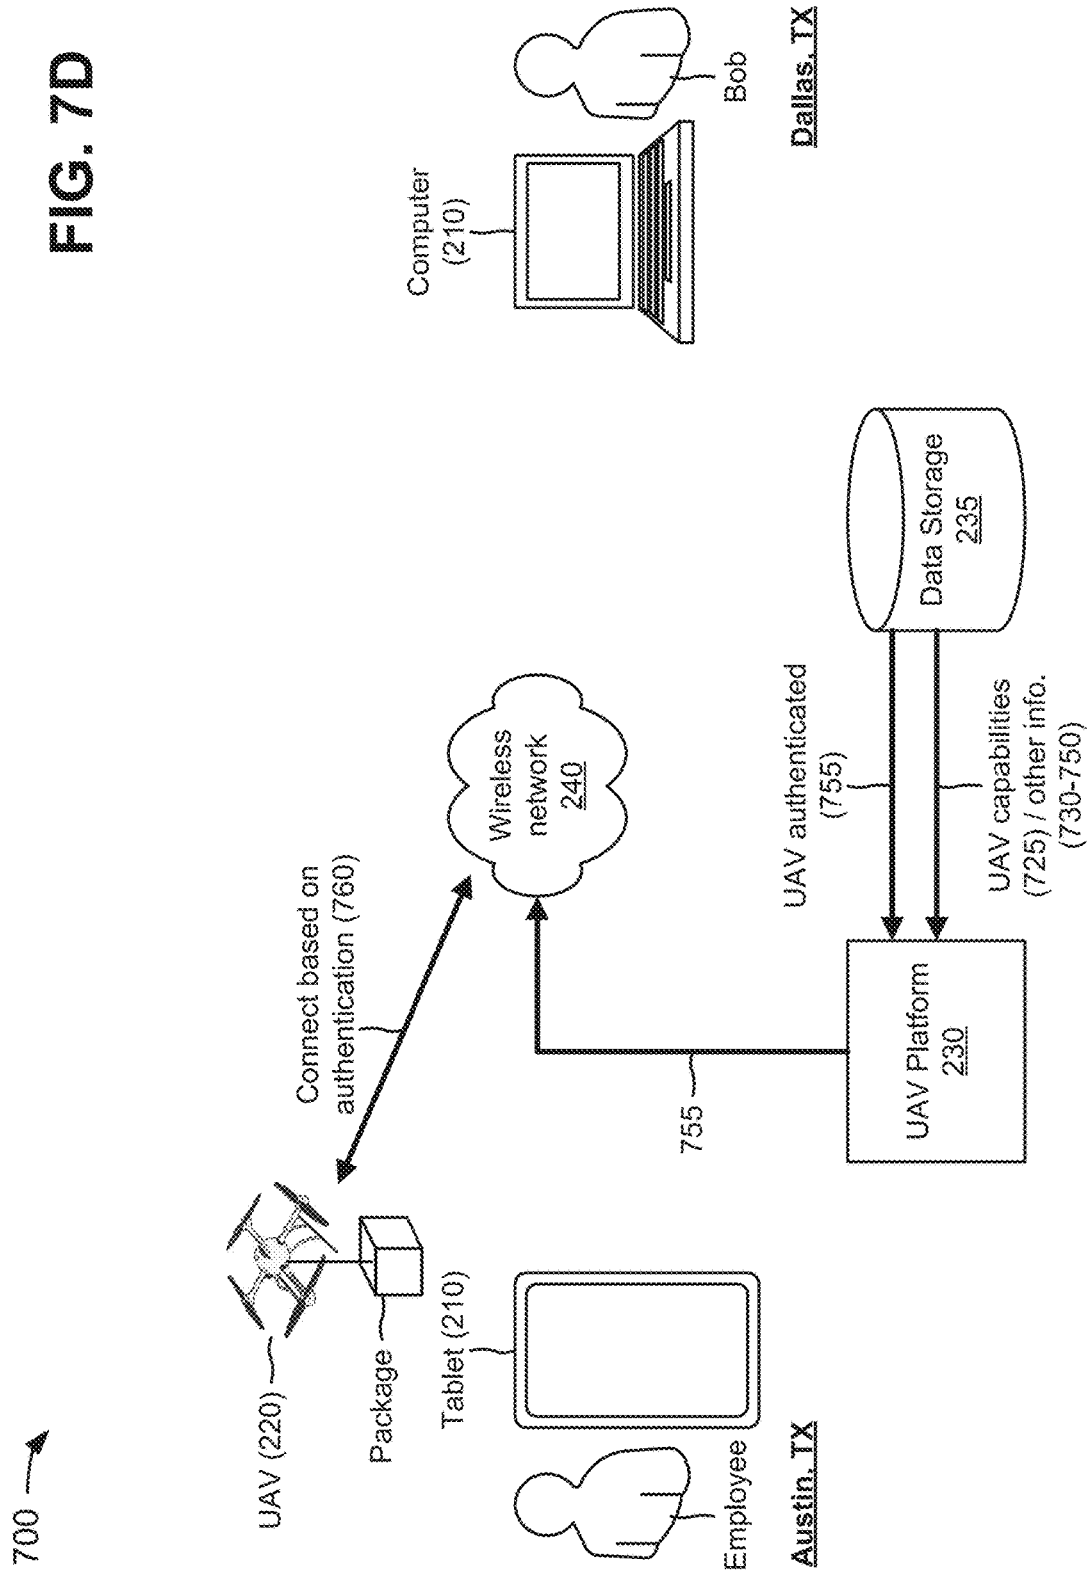 FIG. 7D
700
UAV (220)
Package
Connect based on
authentication (760)
Computer
(210)
Tablet (210)
Wireless
network
240
Employee
Bob
Austin, TX
Dallas, TX
755
UAV authenticated
(755)
UAV Platform
230
Data Storage
235
UAV capabilities
(725) / other info.
(730-750)